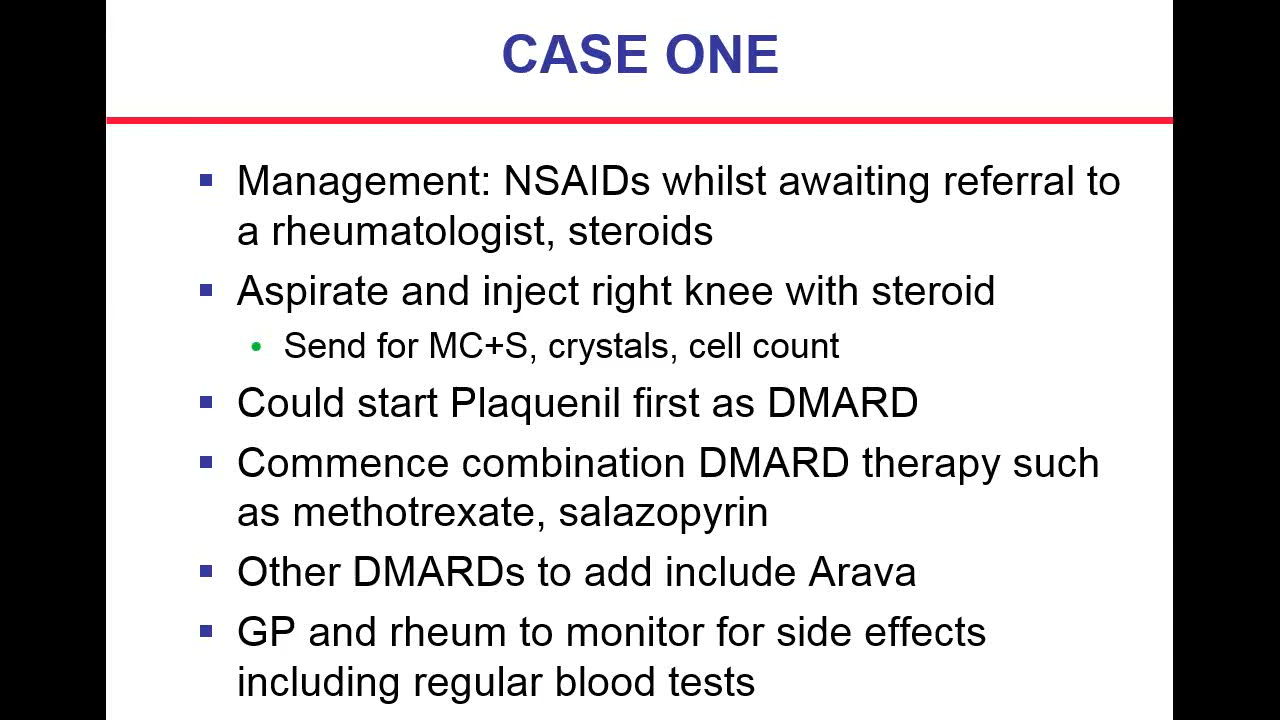 CASE ONE
Management: NSAIDs whilst awaiting referral to
a rheumatologist, steroids
Aspirate and inject right knee with steroid
Send for MC+S, crystals, cell count
Could start Plaquenil first as DMARD
Commence combination DMARD therapy such
as methotrexate, salazopyrin
Other DMARDs to add include Arava
GP and rheum to monitor for side effects
including regular blood tests